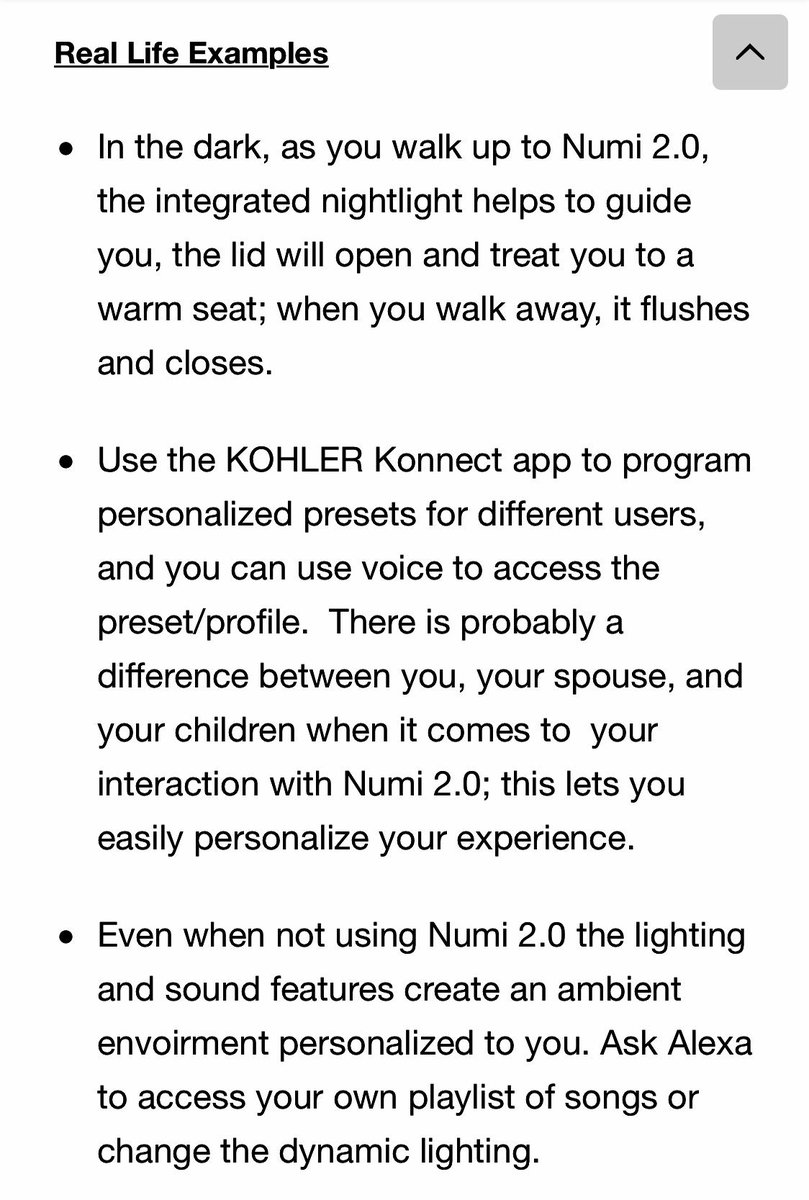 Real Life Examples
• In the dark, as you walk up to Numi 2.0,
the integrated nightlight helps to guide
you, the lid will open and treat you to a
warm seat; when you walk away, it flushes
and closes.
• Use the KOHLER Konnect app to program
personalized presets for different users,
and you can use voice to access the
preset/profile.  There is probably a
difference between you, your spouse, and
your children when it comes to  your
interaction with Numi 2.0; this lets you
easily personalize your experience.
• Even when not using Numi 2.0 the lighting
and sound features create an ambient
envoirment personalized to you. Ask Alexa
to access your own playlist of songs or
change the dynamic lighting.